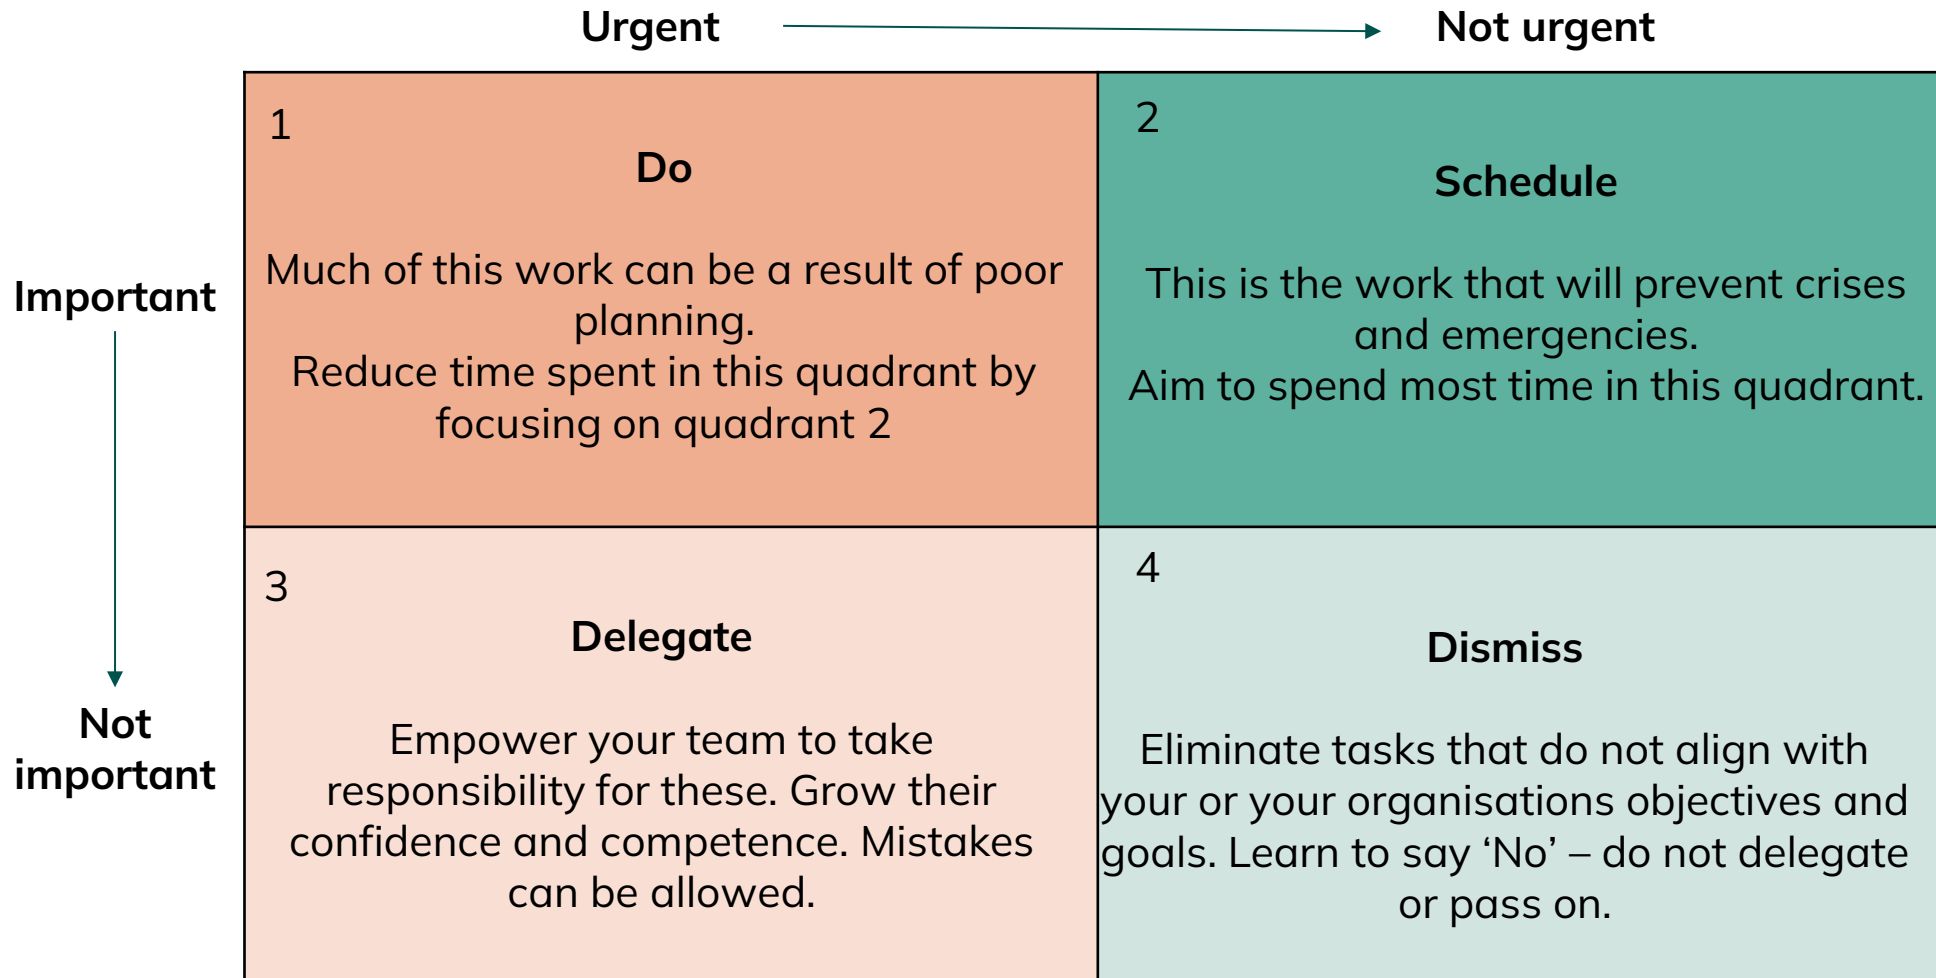 Urgent
Not urgent
Important
Not
important
1
Do
Much of this work can be a result of poor
planning.
Reduce time spent in this quadrant by
focusing on quadrant 2
2
Schedule
This is the work that will prevent crises
and emergencies.
Aim to spend most time in this quadrant.
3
Delegate
Empower your team to take
responsibility for these. Grow their
confidence and competence. Mistakes
can be allowed.
4
Dismiss
Eliminate tasks that do not align with
your or your organisations objectives and
goals. Learn to say ‘No’ – do not delegate
or pass on.